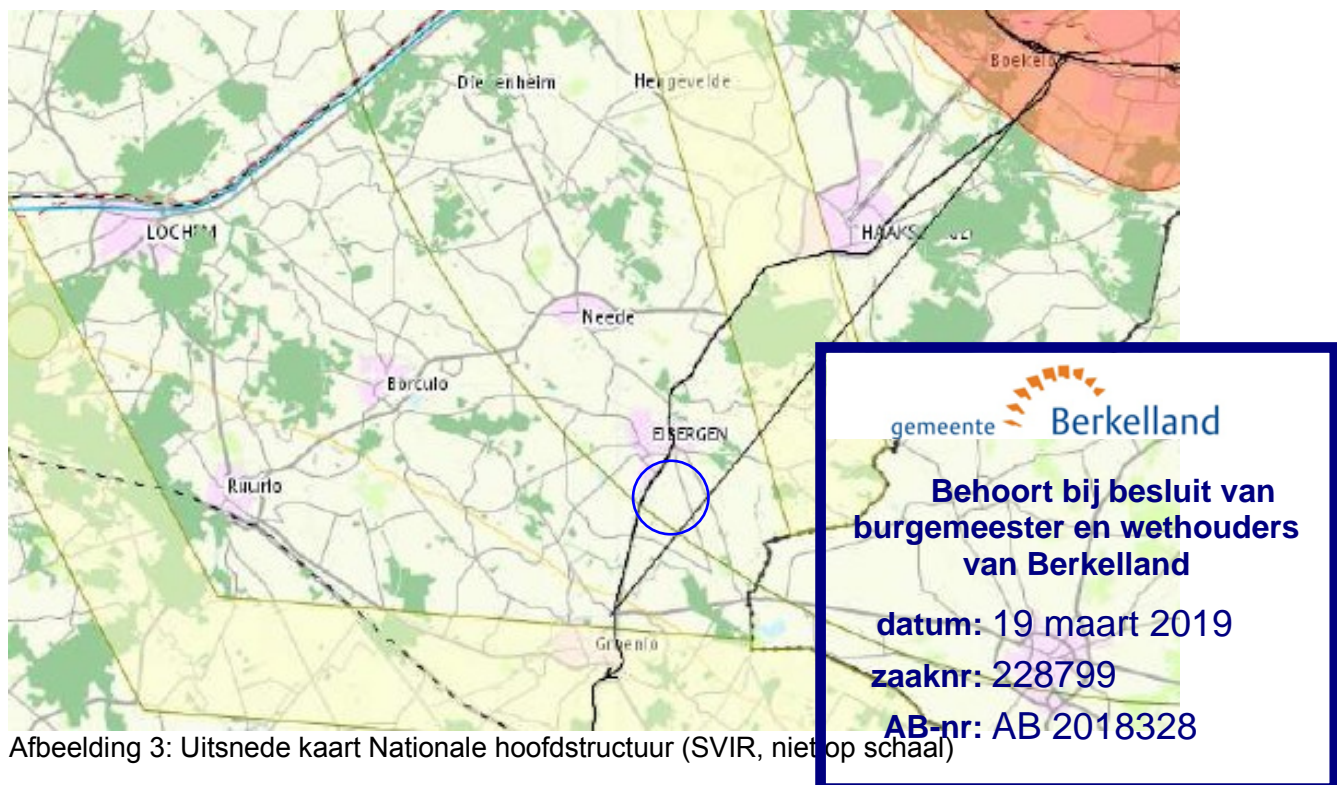 Boekelo
Hengevelde
LOCHEM
Neede
Borculo
EIBERGEN
Ruurlo
Groenlo
gemeente Berkelland
Behoort bij besluit van
burgemeester en wethouders
van Berkelland
datum: 19 maart 2019
zaaknr: 228799
AB-nr: AB 2018328
Afbeelding 3: Uitsnede kaart Nationale hoofdstructuur (SVIR, niet op schaal)